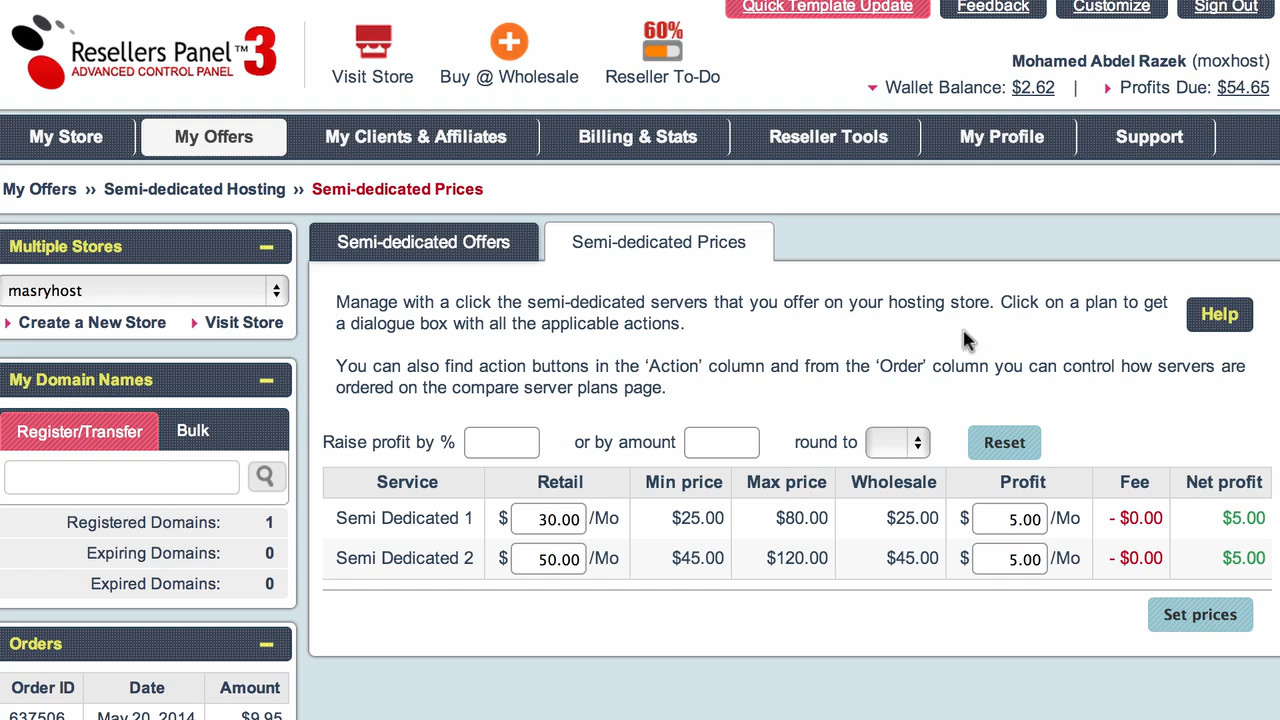 Quick Template Update
Feedback
Customize
Sign Out
Resellers Panel™ 3
ADVANCED CONTROL PANEL
Visit Store
Buy @ Wholesale
60%
Reseller To-Do
Mohamed Abdel Razek (moxhost)
Wallet Balance: $2.62 | Profits Due: $54.65
My Store
My Offers
My Clients & Affiliates
Billing & Stats
Reseller Tools
My Profile
Support
My Offers ›› Semi-dedicated Hosting ›› Semi-dedicated Prices
Multiple Stores
masryhost
Create a New Store
Visit Store
My Domain Names
Register/Transfer
Bulk
Registered Domains: 1
Expiring Domains: 0
Expired Domains: 0
Orders
Order ID Date Amount
637506 May 20, 2014 $9.95
Semi-dedicated Offers
Semi-dedicated Prices
Manage with a click the semi-dedicated servers that you offer on your hosting store. Click on a plan to get
a dialogue box with all the applicable actions.
Help
You can also find action buttons in the ‘Action’ column and from the ‘Order’ column you can control how servers are
ordered on the compare server plans page.
Raise profit by % or by amount round to Reset
Service Retail Min price Max price Wholesale Profit Fee Net profit
Semi Dedicated 1 $ 30.00 /Mo $25.00 $80.00 $25.00 $ 5.00 /Mo - $0.00 $5.00
Semi Dedicated 2 $ 50.00 /Mo $45.00 $120.00 $45.00 $ 5.00 /Mo - $0.00 $5.00
Set prices